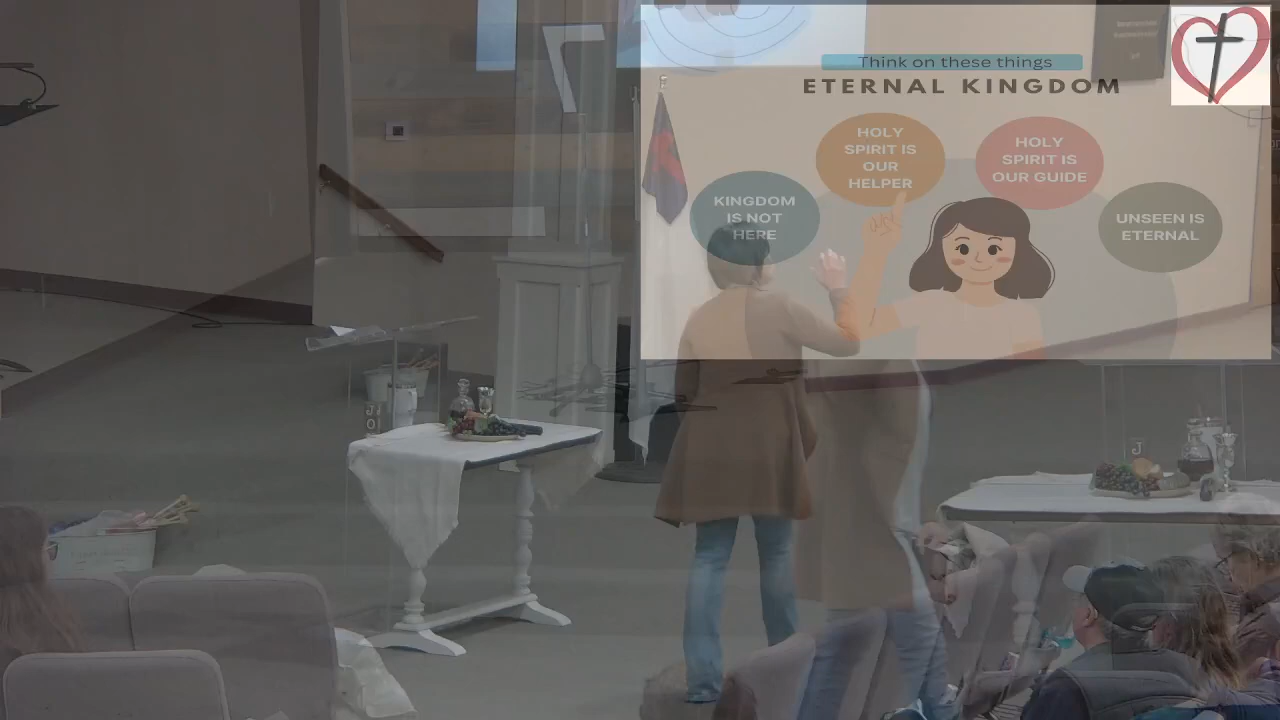 Think on these things
ETERNAL KINGDOM
HOLY
SPIRIT IS
OUR
HELPER
HOLY
SPIRIT IS
OUR GUIDE
KINGDOM
IS NOT
HERE
UNSEEN IS
ETERNAL
J
O
J